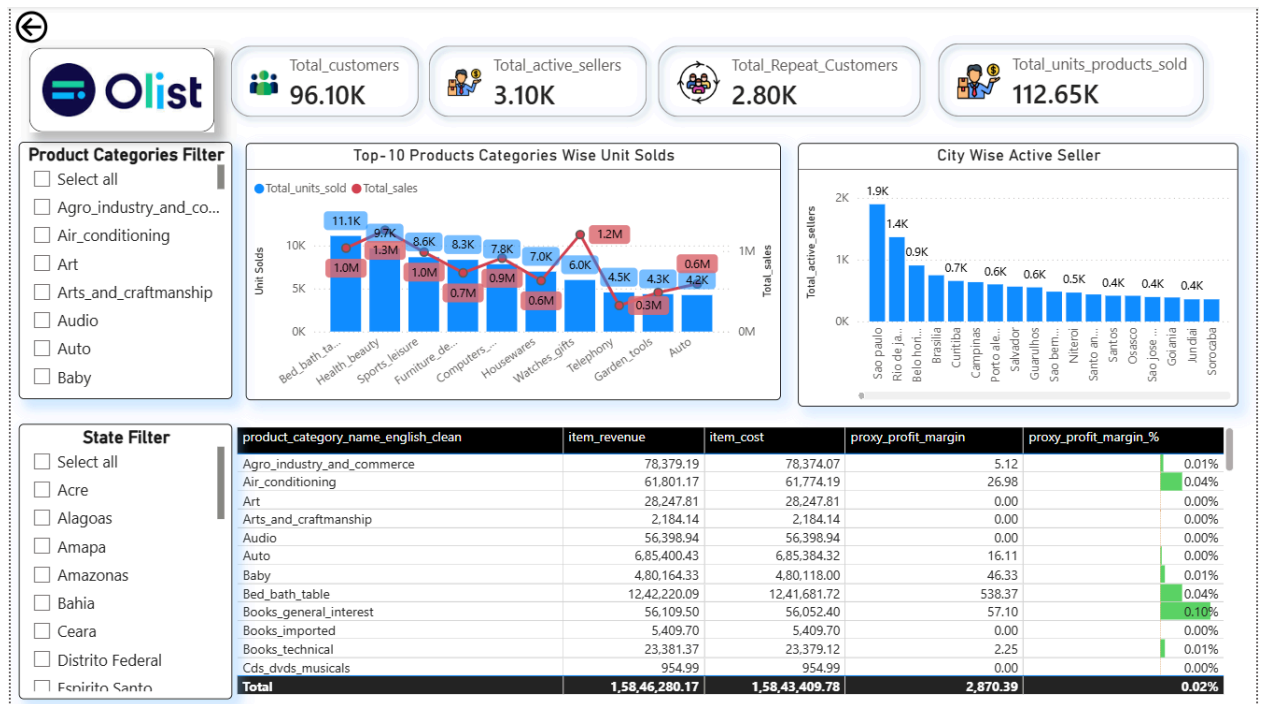 Olist
Total_customers
96.10K
Total_active_sellers
3.10K
Total_Repeat_Customers
2.80K
Total_units_products_sold
112.65K
Product Categories Filter
Select all
Agro_industry_and_co...
Air_conditioning
Art
Arts_and_craftmanship
Audio
Auto
Baby
Top-10 Products Categories Wise Unit Solds
Total_units_sold Total_sales
Unit Solds
10K
5K
0K
11.1K
9.7K
8.6K
8.3K
7.8K
7.0K
6.0K
4.5K
4.3K
4.2K
1.0M
1.3M
1.0M
0.7M
0.9M
0.6M
1.2M
0.3M
0.6M
1M
0M
Total_sales
Bed_bath_ta...
Health_beauty
Sports_leisure
Furniture_de...
Computers_...
Housewares
Watches_gifts
Telephony
Garden_tools
Auto
City Wise Active Seller
Total_active_sellers
2K
1K
0K
1.9K
1.4K
0.9K
0.7K
0.6K
0.6K
0.5K
0.4K
0.4K
Sao paulo
Rio de ja...
Belo hori...
Brasilia
Curitiba
Campinas
Porto ale...
Salvador
Guarulhos
Sao bern...
Niteroi
Santo an...
Santos
Osasco
Sao jose ...
Goiania
Jundiai
Sorocaba
State Filter
Select all
Acre
Alagoas
Amapa
Amazonas
Bahia
Ceara
Distrito Federal
Espirito Santo
product_category_name_english_clean item_revenue item_cost proxy_profit_margin proxy_profit_margin_%
Agro_industry_and_commerce 78,379.19 78,374.07 5.12 0.01%
Air_conditioning 61,801.17 61,774.19 26.98 0.04%
Art 28,247.81 28,247.81 0.00 0.00%
Arts_and_craftmanship 2,184.14 2,184.14 0.00 0.00%
Audio 56,398.94 56,398.94 0.00 0.00%
Auto 6,85,400.43 6,85,384.32 16.11 0.00%
Baby 4,80,164.33 4,80,118.00 46.33 0.01%
Bed_bath_table 12,42,220.09 12,41,681.72 538.37 0.04%
Books_general_interest 56,109.50 56,052.40 57.10 0.10%
Books_imported 5,409.70 5,409.70 0.00 0.00%
Books_technical 23,381.37 23,379.12 2.25 0.01%
Cds_dvds_musicals 954.99 954.99 0.00 0.00%
Total 1,58,46,280.17 1,58,43,409.78 2,870.39 0.02%